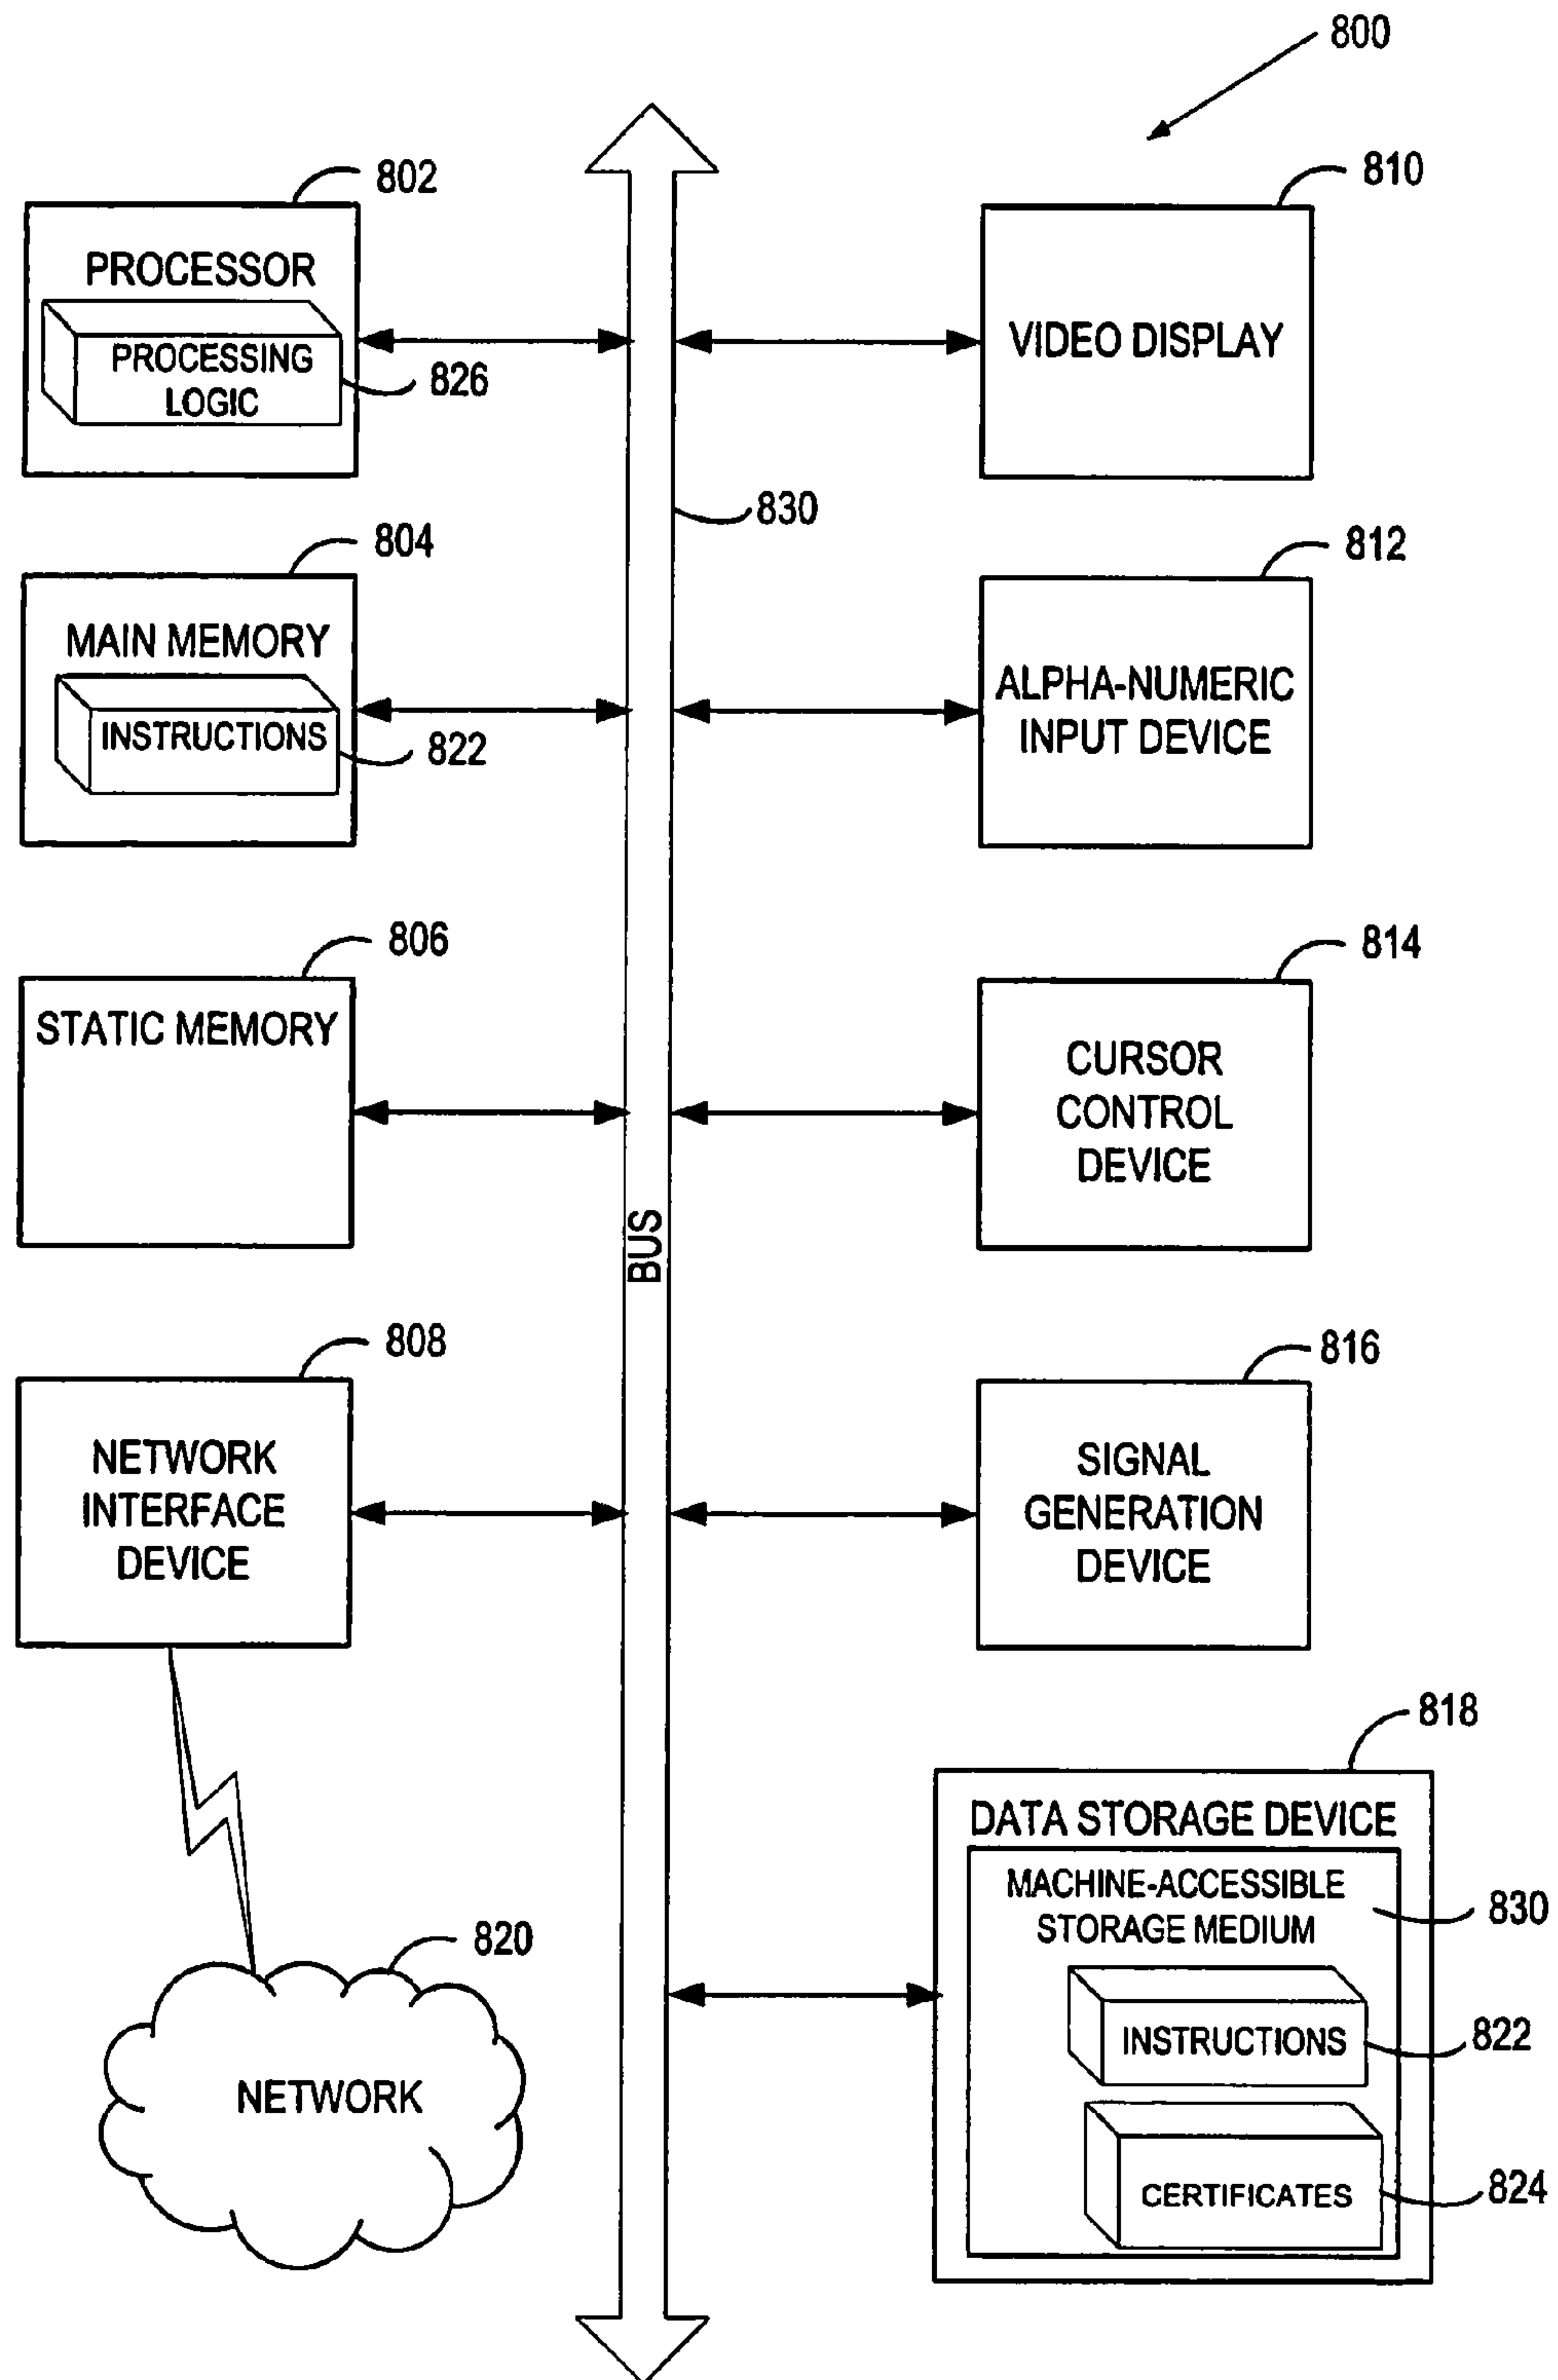 800
802
810
PROCESSOR
PROCESSING
LOGIC
826
VIDEO DISPLAY
830
804
812
MAIN MEMORY
INSTRUCTIONS
822
ALPHA-NUMERIC
INPUT DEVICE
806
814
STATIC MEMORY
CURSOR
CONTROL
DEVICE
BUS
808
816
NETWORK
INTERFACE
DEVICE
SIGNAL
GENERATION
DEVICE
818
DATA STORAGE DEVICE
MACHINE-ACCESSIBLE
STORAGE MEDIUM
830
820
NETWORK
INSTRUCTIONS
822
CERTIFICATES
824